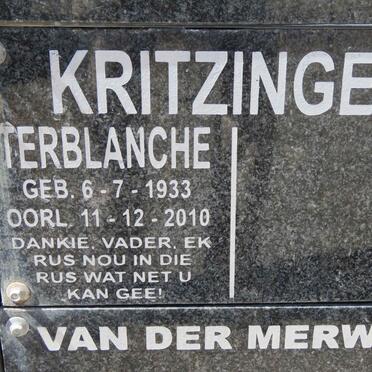 KRITZINGE
TERBLANCHE
GEB. 6 - 7 - 1933
OORL. 11 - 12 - 2010
DANKIE, VADER, EK
RUS NOU IN DIE
RUS WAT NET U
KAN GEE!
VAN DER MERW